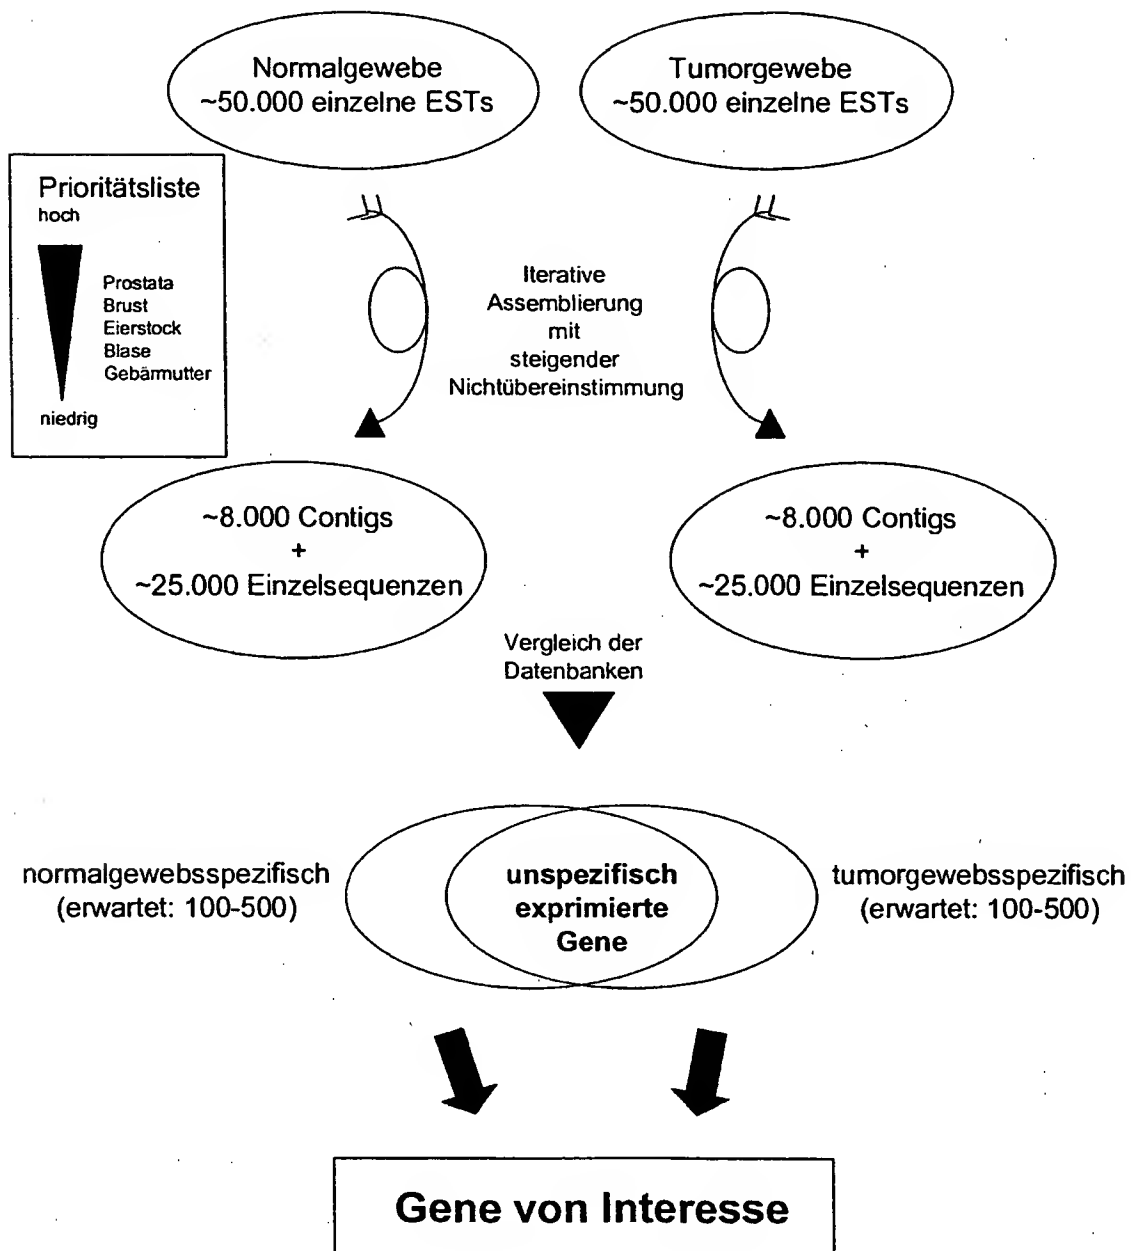 Normalgewebe
~50.000 einzelne ESTs
Tumorgewebe
~50.000 einzelne ESTs
Prioritätsliste
hoch
Prostata
Brust
Eierstock
Blase
Gebärmutter
niedrig
Iterative
Assemblierung
mit
steigender
Nichtübereinstimmung
~8.000 Contigs
+
~25.000 Einzelsequenzen
~8.000 Contigs
+
~25.000 Einzelsequenzen
Vergleich der
Datenbanken
normalgewebsspezifisch
(erwartet: 100-500)
unspezifisch
exprimierte
Gene
tumorgewebsspezifisch
(erwartet: 100-500)
Gene von Interesse